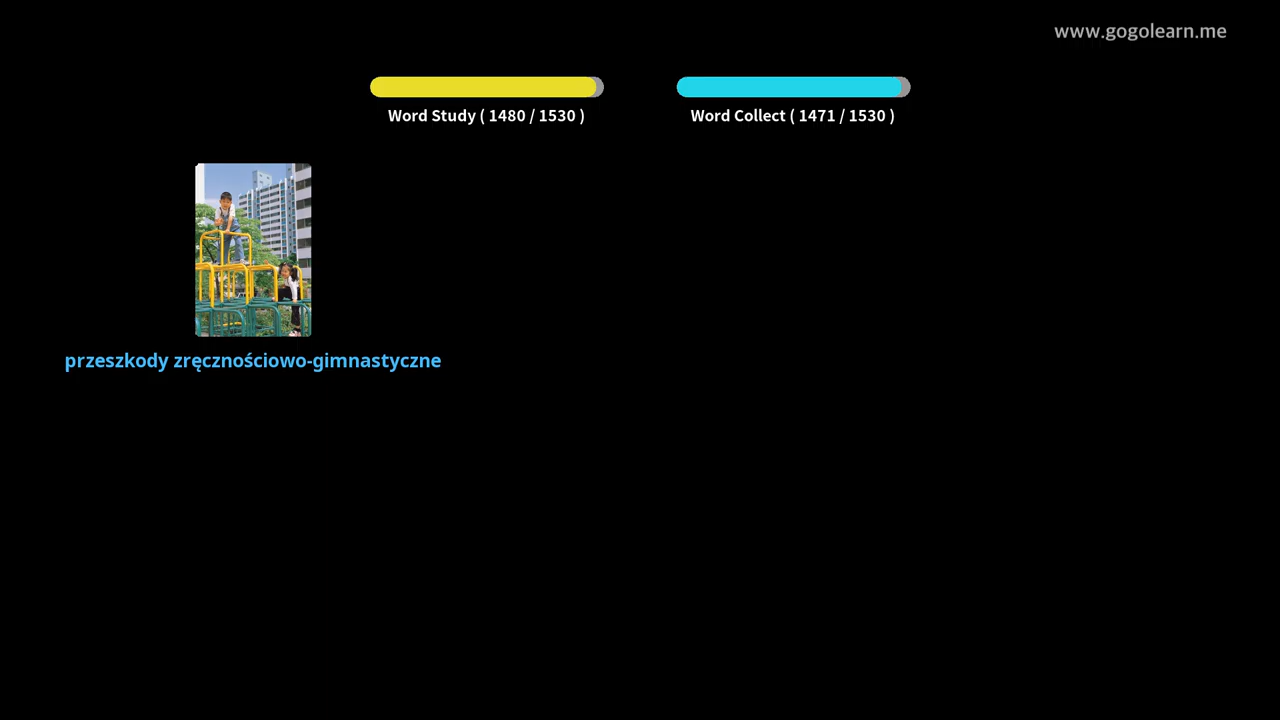 www.gogolearn.me
Word Study ( 1480 / 1530 )
Word Collect ( 1471 / 1530 )
przeszkody zręcznościowo-gimnastyczne